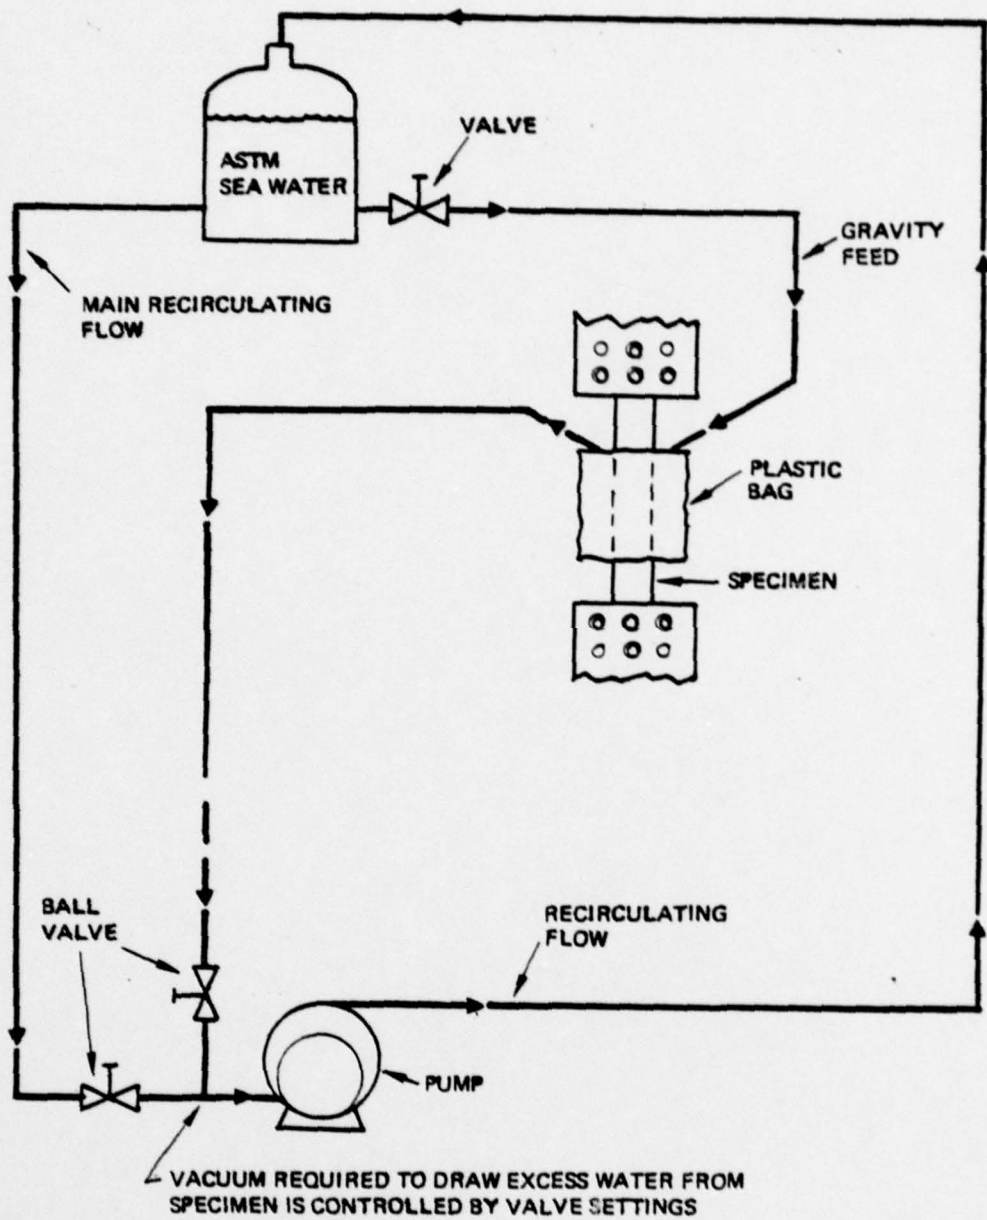 VALVE
ASTM
SEA WATER
GRAVITY
FEED
MAIN RECIRCULATING
FLOW
PLASTIC
BAG
SPECIMEN
BALL
VALVE
RECIRCULATING
FLOW
PUMP
VACUUM REQUIRED TO DRAW EXCESS WATER FROM
SPECIMEN IS CONTROLLED BY VALVE SETTINGS